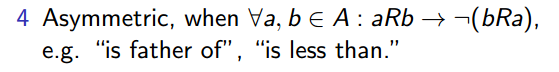 4 Asymmetric, when ∀a, b ∈ A : aRb → ¬(bRa),
e.g. “is father of”, “is less than.”